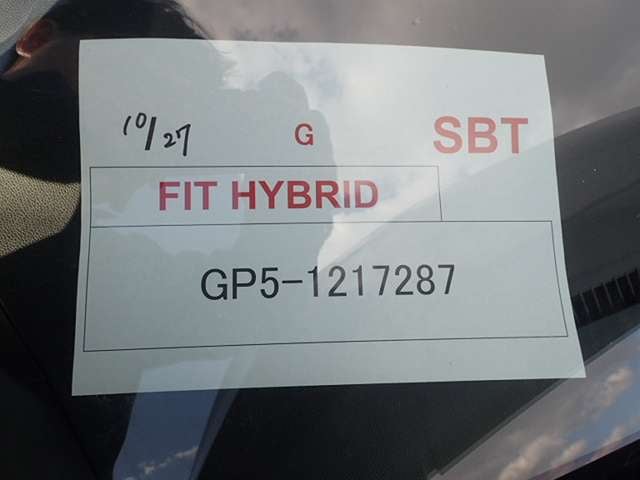 10/27 G SBT
FIT HYBRID
GP5-1217287